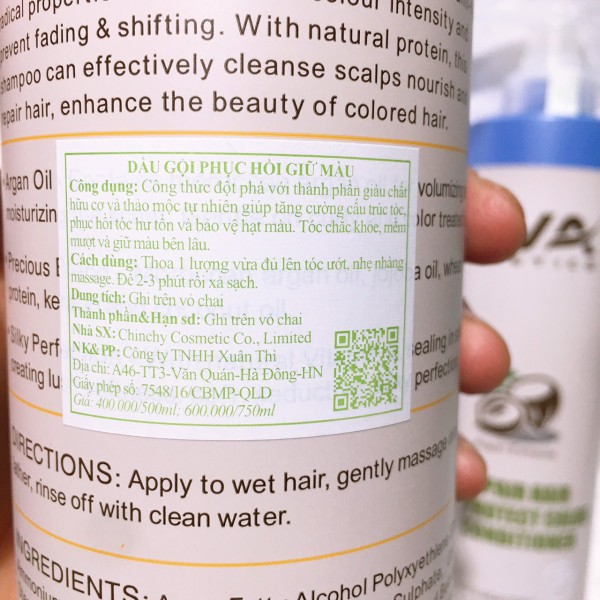 colour intensity and
prevent fading & shifting. With natural protein, this
shampoo can effectively cleanse scalps nourish and
repair hair, enhance the beauty of colored hair.
DẦU GỘI PHỤC HỒI GIỮ MÀU
Công dụng: Công thức đột phá với thành phần giàu chất
hữu cơ và thảo mộc tự nhiên giúp tăng cường cấu trúc tóc,
phục hồi tóc hư tổn và bảo vệ hạt màu. Tóc chắc khỏe, mềm
mượt và giữ màu bền lâu.
Cách dùng: Thoa 1 lượng vừa đủ lên tóc ướt, nhẹ nhàng
massage. Để 2-3 phút rồi xả sạch.
Dung tích: Ghi trên vỏ chai
Thành phần&Hạn sd: Ghi trên vỏ chai
Nhà SX: Chinchy Cosmetic Co., Limited
NK&PP: Công ty TNHH Xuân Thi
Địa chỉ: A46-TT3-Văn Quán-Hà Đông-HN
Giấy phép số: 7548/16/CBMP-QLD
Giá: 400.000/500ml; 600.000/750ml
Argan Oil
volumizing
Precious
a oil,
protein,
Silky
DIRECTIONS: Apply to wet hair, gently massage
rinse off with clean water.
INGREDIENTS:
Alcohol
CONDITIONER